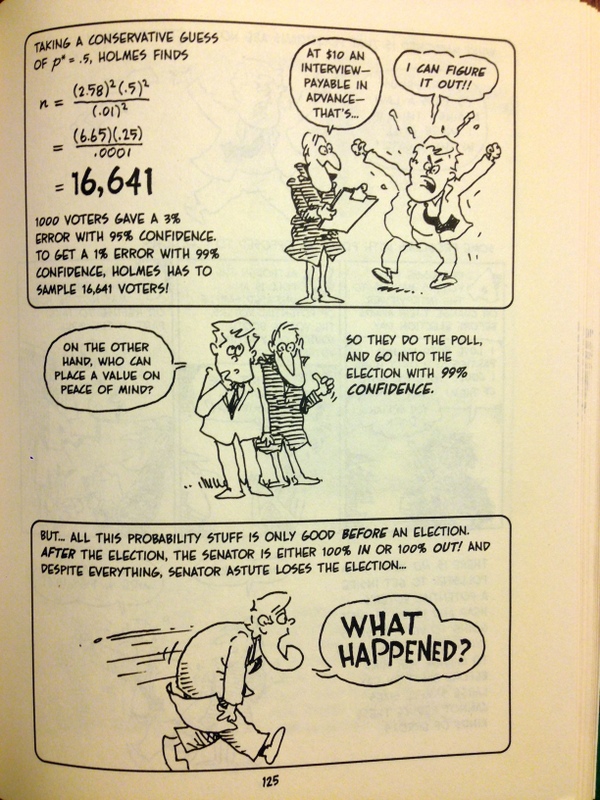 TAKING A CONSERVATIVE GUESS
OF p* = .5, HOLMES FINDS
n = (2.58)²(.5)²
(.01)²
= (6.65)(.25)
.0001
= 16,641
1000 VOTERS GAVE A 3%
ERROR WITH 95% CONFIDENCE.
TO GET A 1% ERROR WITH 99%
CONFIDENCE, HOLMES HAS TO
SAMPLE 16,641 VOTERS!
AT $10 AN
INTERVIEW—
PAYABLE IN
ADVANCE—
THAT'S...
I CAN FIGURE
IT OUT!!
ON THE OTHER
HAND, WHO CAN
PLACE A VALUE ON
PEACE OF MIND?
SO THEY DO THE POLL,
AND GO INTO THE
ELECTION WITH 99%
CONFIDENCE.
BUT... ALL THIS PROBABILITY STUFF IS ONLY GOOD BEFORE AN ELECTION.
AFTER THE ELECTION, THE SENATOR IS EITHER 100% IN OR 100% OUT! AND
DESPITE EVERYTHING, SENATOR ASTUTE LOSES THE ELECTION...
WHAT
HAPPENED?
125